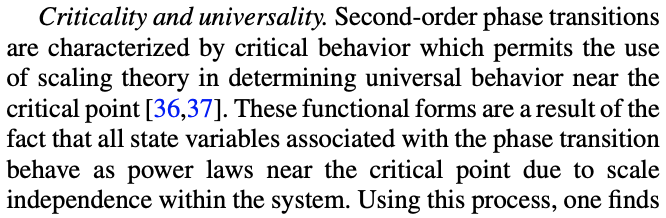 Criticality and universality. Second-order phase transitions
are characterized by critical behavior which permits the use
of scaling theory in determining universal behavior near the
critical point [36,37]. These functional forms are a result of the
fact that all state variables associated with the phase transition
behave as power laws near the critical point due to scale
independence within the system. Using this process, one finds